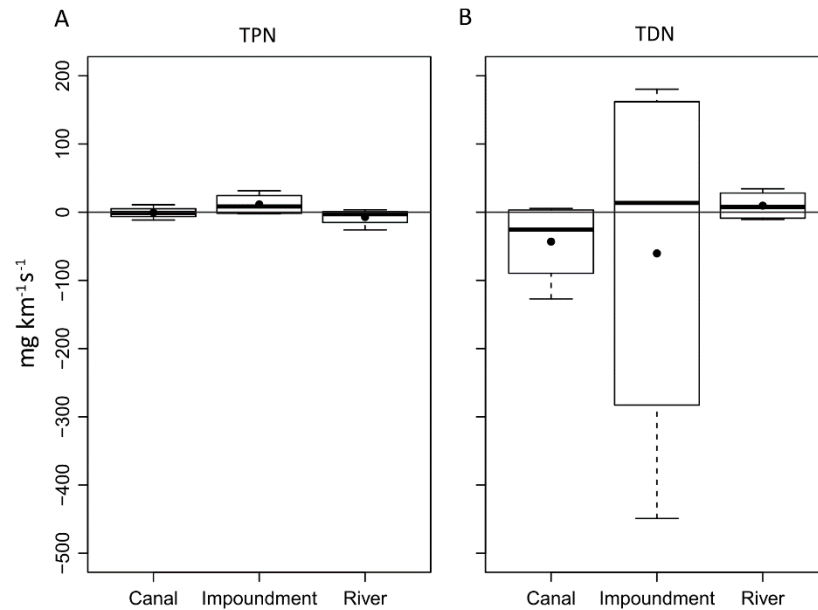 A
TPN
B
TDN
mg km-1s-1
200
100
0
-100
-200
-300
-400
-500
Canal
Impoundment
River
Canal
Impoundment
River